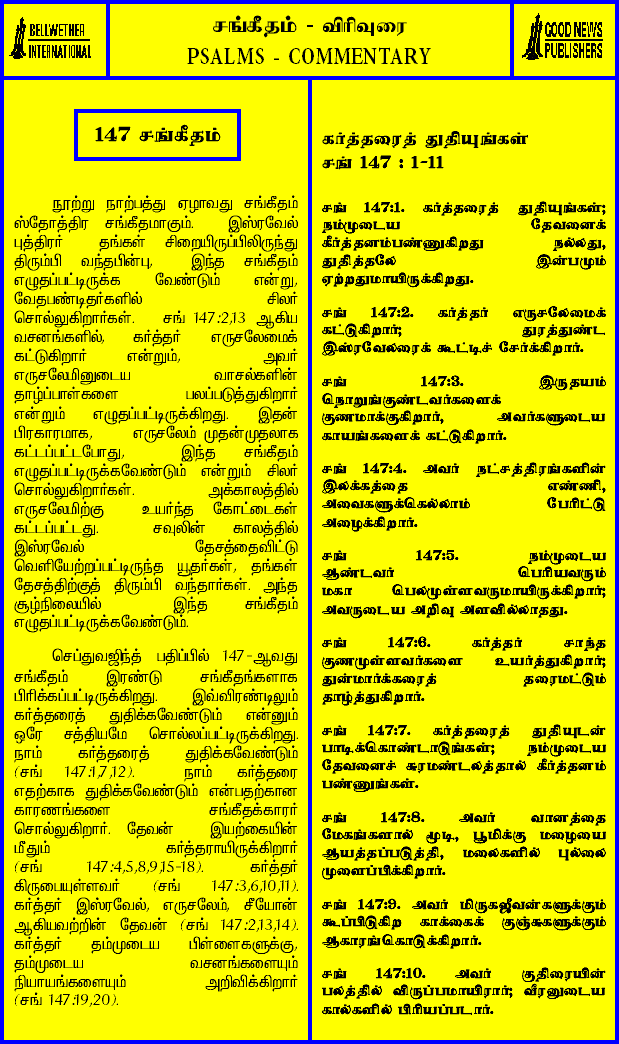 BELLWETHER
INTERNATIONAL
சங்கீதம் - விரிவுரை
PSALMS - COMMENTARY
GOOD NEWS
PUBLISHERS
147 சங்கீதம்
நூற்று நாற்பத்து ஏழாவது சங்கீதம்
ஸ்தோத்திர சங்கீதமாகும். இஸ்ரவேல்
புத்திரர் தங்கள் சிறையிருப்பிலிருந்து
திரும்பி வந்தபின்பு, இந்த சங்கீதம்
எழுதப்பட்டிருக்க வேண்டும் என்று,
வேதபண்டிதர்களில் சிலர்
சொல்லுகிறார்கள். சங் 147:2,13 ஆகிய
வசனங்களில், கர்த்தர் எருசலேமைக்
கட்டுகிறார் என்றும், அவர்
எருசலேமினுடைய வாசல்களின்
தாழ்ப்பாள்களை பலப்படுத்துகிறார்
என்றும் எழுதப்பட்டிருக்கிறது. இதன்
பிரகாரமாக, எருசலேம் முதன்முதலாக
கட்டப்பட்டபோது, இந்த சங்கீதம்
எழுதப்பட்டிருக்கவேண்டும் என்றும் சிலர்
சொல்லுகிறார்கள். அக்காலத்தில்
எருசலேமிற்கு உயர்ந்த கோட்டைகள்
கட்டப்பட்டது. சவுலின் காலத்தில்
இஸ்ரவேல் தேசத்தைவிட்டு
வெளியேற்றப்பட்டிருந்த யூதர்கள், தங்கள்
தேசத்திற்குத் திரும்பி வந்தார்கள். அந்த
சூழ்நிலையில் இந்த சங்கீதம்
எழுதப்பட்டிருக்கவேண்டும்.
செப்துவஜிந்த் பதிப்பில் 147-ஆவது
சங்கீதம் இரண்டு சங்கீதங்களாக
பிரிக்கப்பட்டிருக்கிறது. இவ்விரண்டிலும்
கர்த்தரைத் துதிக்கவேண்டும் என்னும்
ஒரே சத்தியமே சொல்லப்பட்டிருக்கிறது.
நாம் கர்த்தரைத் துதிக்கவேண்டும்
(சங் 147:1,7,12). நாம் கர்த்தரை
எதற்காக துதிக்கவேண்டும் என்பதற்கான
காரணங்களை சங்கீதக்காரர்
சொல்லுகிறார். தேவன் இயற்கையின்
மீதும் கர்த்தராயிருக்கிறார்
(சங் 147:4,5,8,9,15-18). கர்த்தர்
கிருபையுள்ளவர் (சங் 147:3,6,10,11).
கர்த்தர் இஸ்ரவேல், எருசலேம், சீயோன்
ஆகியவற்றின் தேவன் (சங் 147:2,13,14).
கர்த்தர் தம்முடைய பிள்ளைகளுக்கு,
தம்முடைய வசனங்களையும்
நியாயங்களையும் அறிவிக்கிறார்
(சங் 147:19,20).
கர்த்தரைத் துதியுங்கள்
சங் 147 : 1-11
சங் 147:1. கர்த்தரைத் துதியுங்கள்;
நம்முடைய தேவனைக்
கீர்த்தனம்பண்ணுகிறது நல்லது,
துதித்தலே இன்பமும்
ஏற்றதுமாயிருக்கிறது.
சங் 147:2. கர்த்தர் எருசலேமைக்
கட்டுகிறார்; துரத்துண்ட
இஸ்ரவேலரைக் கூட்டிச் சேர்க்கிறார்.
சங் 147:3. இருதயம்
நொறுங்குண்டவர்களைக்
குணமாக்குகிறார், அவர்களுடைய
காயங்களைக் கட்டுகிறார்.
சங் 147:4. அவர் நட்சத்திரங்களின்
இலக்கத்தை எண்ணி,
அவைகளுக்கெல்லாம் பேரிட்டு
அழைக்கிறார்.
சங் 147:5. நம்முடைய
ஆண்டவர் பெரியவரும்
மகா பெலமுள்ளவருமாயிருக்கிறார்;
அவருடைய அறிவு அளவில்லாதது.
சங் 147:6. கர்த்தர் சாந்த
குணமுள்ளவர்களை உயர்த்துகிறார்;
துன்மார்க்கரைத் தரைமட்டும்
தாழ்த்துகிறார்.
சங் 147:7. கர்த்தரைத் துதியுடன்
பாடிக்கொண்டாடுங்கள்; நம்முடைய
தேவனைச் சுரமண்டலத்தால் கீர்த்தனம்
பண்ணுங்கள்.
சங் 147:8. அவர் வானத்தை
மேகங்களால் மூடி, பூமிக்கு மழையை
ஆயத்தப்படுத்தி, மலைகளில் புல்லை
முளைப்பிக்கிறார்.
சங் 147:9. அவர் மிருகஜீவன்களுக்கும்
கூப்பிடுகிற காக்கைக் குஞ்சுகளுக்கும்
ஆகாரங்கொடுக்கிறார்.
சங் 147:10. அவர் குதிரையின்
பலத்தில் விருப்பமாயிரார்; வீரனுடைய
கால்களில் பிரியப்படார்.